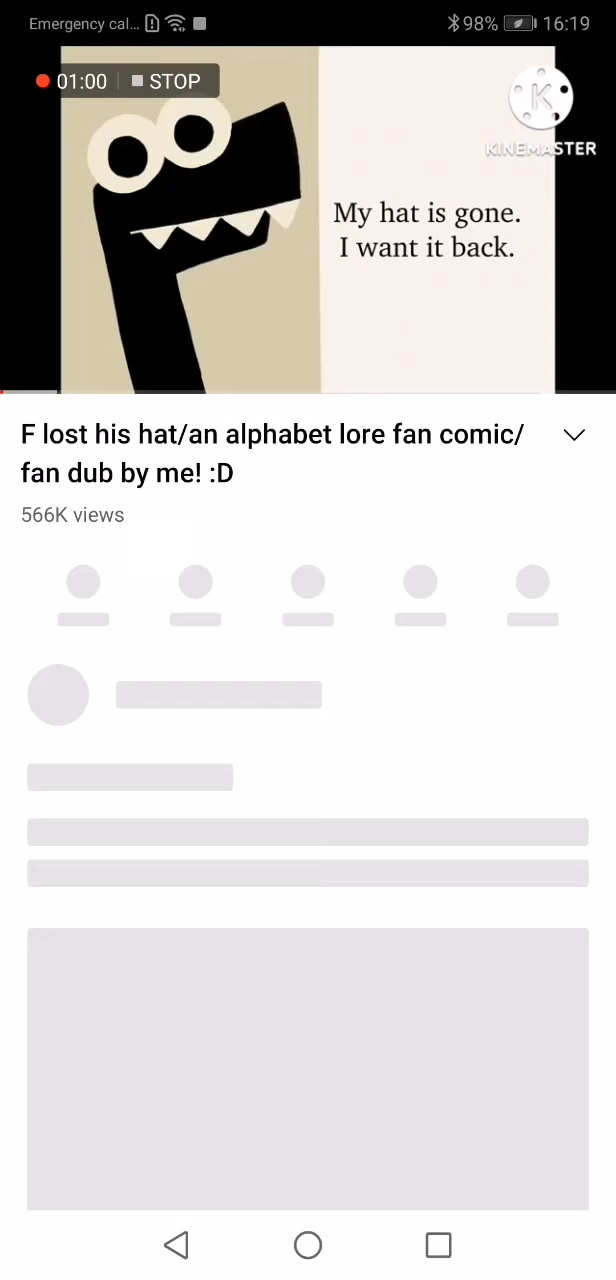 Emergency cal... 98% 16:19
01:00 STOP
K
KINEMASTER
My hat is gone.
I want it back.
F lost his hat/an alphabet lore fan comic/
fan dub by me! :D
566K views